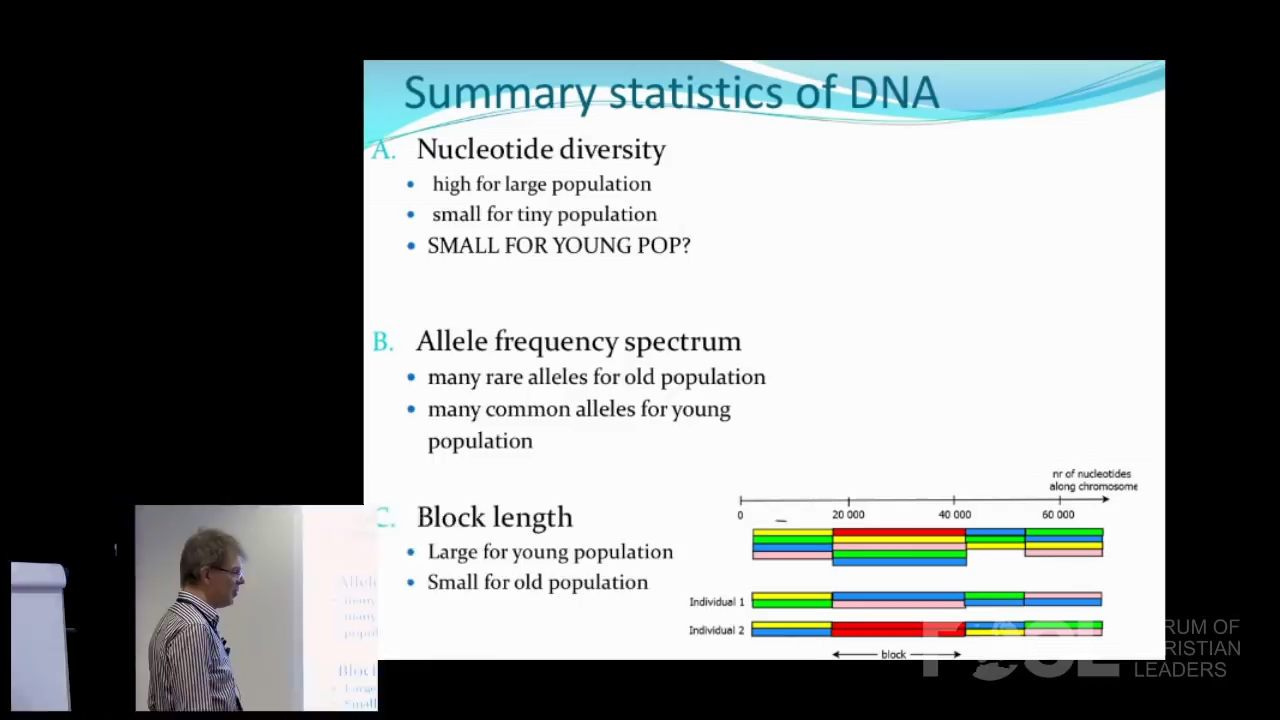 Summary statistics of DNA
A. Nucleotide diversity
• high for large population
• small for tiny population
• SMALL FOR YOUNG POP?
B. Allele frequency spectrum
• many rare alleles for old population
• many common alleles for young
population
C. Block length
• Large for young population
• Small for old population
nr of nucleotides
along chromosome
0 20 000 40 000 60 000
Individual 1
Individual 2
block
RUM OF
RISTIAN
LEADERS